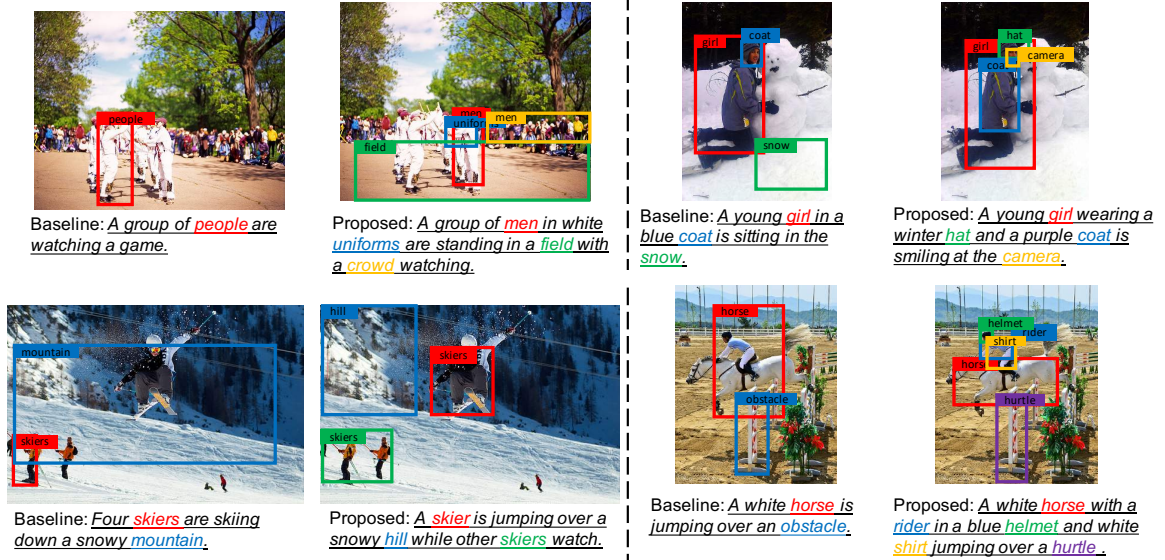 people
Baseline: A group of people are
watching a game.
men
uniform
men
field
Proposed: A group of men in white
uniforms are standing in a field with
a crowd watching.
girl
coat
snow
Baseline: A young girl in a
blue coat is sitting in the
snow.
hat
girl
camera
coat
Proposed: A young girl wearing a
winter hat and a purple coat is
smiling at the camera.
mountain
skiers
Baseline: Four skiers are skiing
down a snowy mountain.
hill
skiers
skiers
Proposed: A skier is jumping over a
snowy hill while other skiers watch.
horse
obstacle
Baseline: A white horse is
jumping over an obstacle.
helmet
rider
shirt
horse
hurtle
Proposed: A white horse with a
rider in a blue helmet and white
shirt jumping over a hurtle .